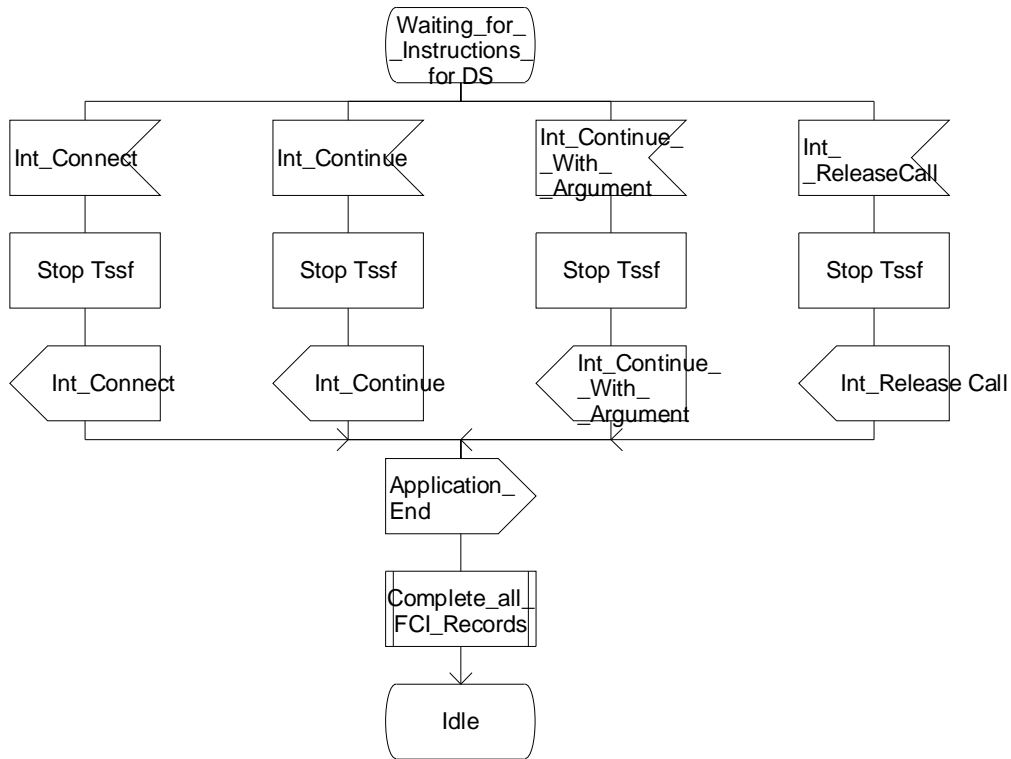 Waiting_for_
_Instructions_
for DS
Int_Connect
Int_Continue
Int_Continue_
_With_
_Argument
Int_
_ReleaseCall
Stop Tssf
Stop Tssf
Stop Tssf
Stop Tssf
Int_Connect
Int_Continue
Int_Continue_
_With_
_Argument
Int_Release Call
Application_
End
Complete_all_
FCI_Records
Idle